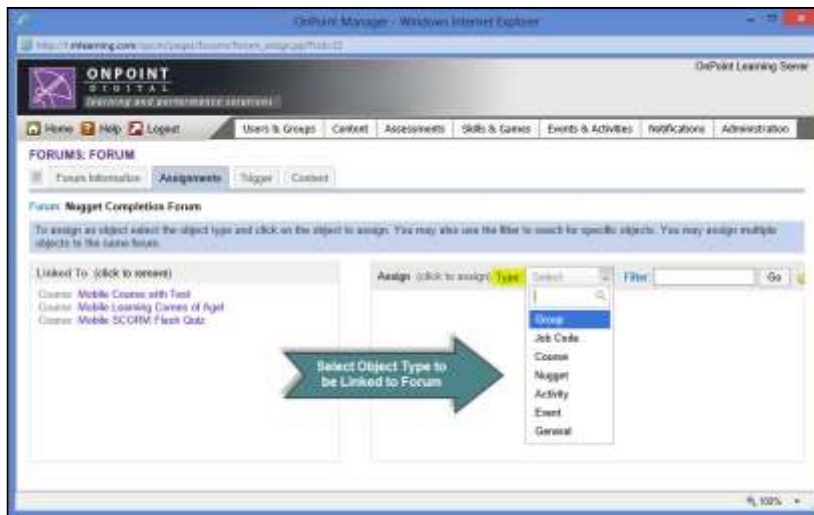 OnPoint Manager - Windows Internet Explorer
OnPoint Learning Server
ONPOINT
DIGITAL
learning and performance solutions
Home Help Logout Users & Groups Content Assessments Skills & Games Events & Activities Notifications Administration
FORUMS: FORUM
Forum Information Assignments Trigger Content
Forum: Nugget Completion Forum
To assign an object select the object type and click on the object to assign. You may also use the filter to search for specific objects. You may assign multiple
objects to the same forum.
Linked To (click to remove)
Course: Mobile Course with Test
Course: Mobile Learning Comes of Age!
Course: Mobile SCORM Flash Quiz
Assign (click to assign) Type: Select Filter: Go
Group
Job Code
Course
Nugget
Activity
Event
General
Select Object Type to
be Linked to Forum
100%